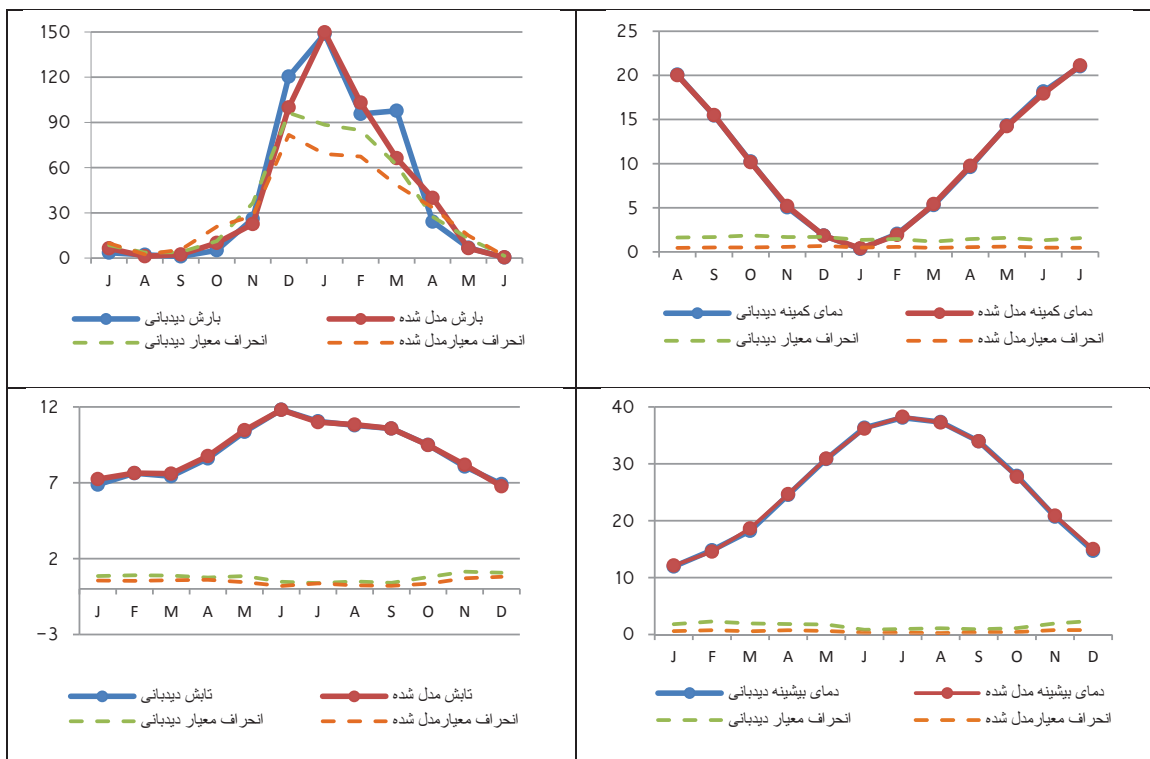 150
120
90
60
30
0
J A S O N D J F M A M J
بارش دیدبانی
بارش مدل شده
انحراف معیار دیدبانی
انحراف معیارمدل شده
25
20
15
10
5
0
A S O N D J F M A M J J
دمای کمینه دیدبانی
دمای کمینه مدل شده
انحراف معیار دیدبانی
انحراف معیارمدل شده
12
7
2
−3
J F M A M J J A S O N D
تابش دیدبانی
تابش مدل شده
انحراف معیار دیدبانی
انحراف معیارمدل شده
40
30
20
10
0
J F M A M J J A S O N D
دمای بیشینه دیدبانی
دمای بیشینه مدل شده
انحراف معیار دیدبانی
انحراف معیارمدل شده